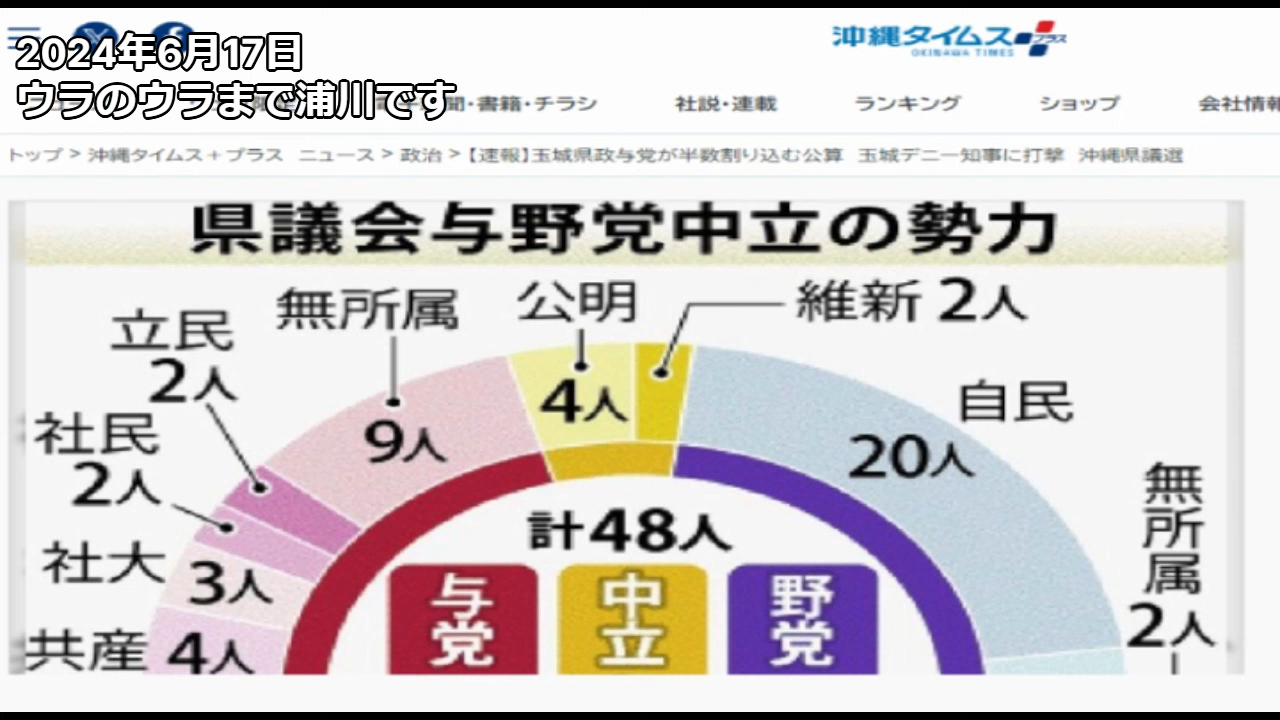 2024年6月17日
ウラのウラまで浦川です
沖縄タイムス プラス
OKINAWA TIMES
聞・書籍・チラシ
社説・連載
ランキング
ショップ
会社情報
トップ > 沖縄タイムス+プラス ニュース > 政治 > 【速報】玉城県政与党が半数割り込む公算 玉城デニー知事に打撃 沖縄県議選
県議会与野党中立の勢力
立民
2人
無所属
9人
公明
4人
維新 2人
自民
20人
社民
2人
社大
3人
共産
4人
無所属
2人
計48人
与党
中立
野党